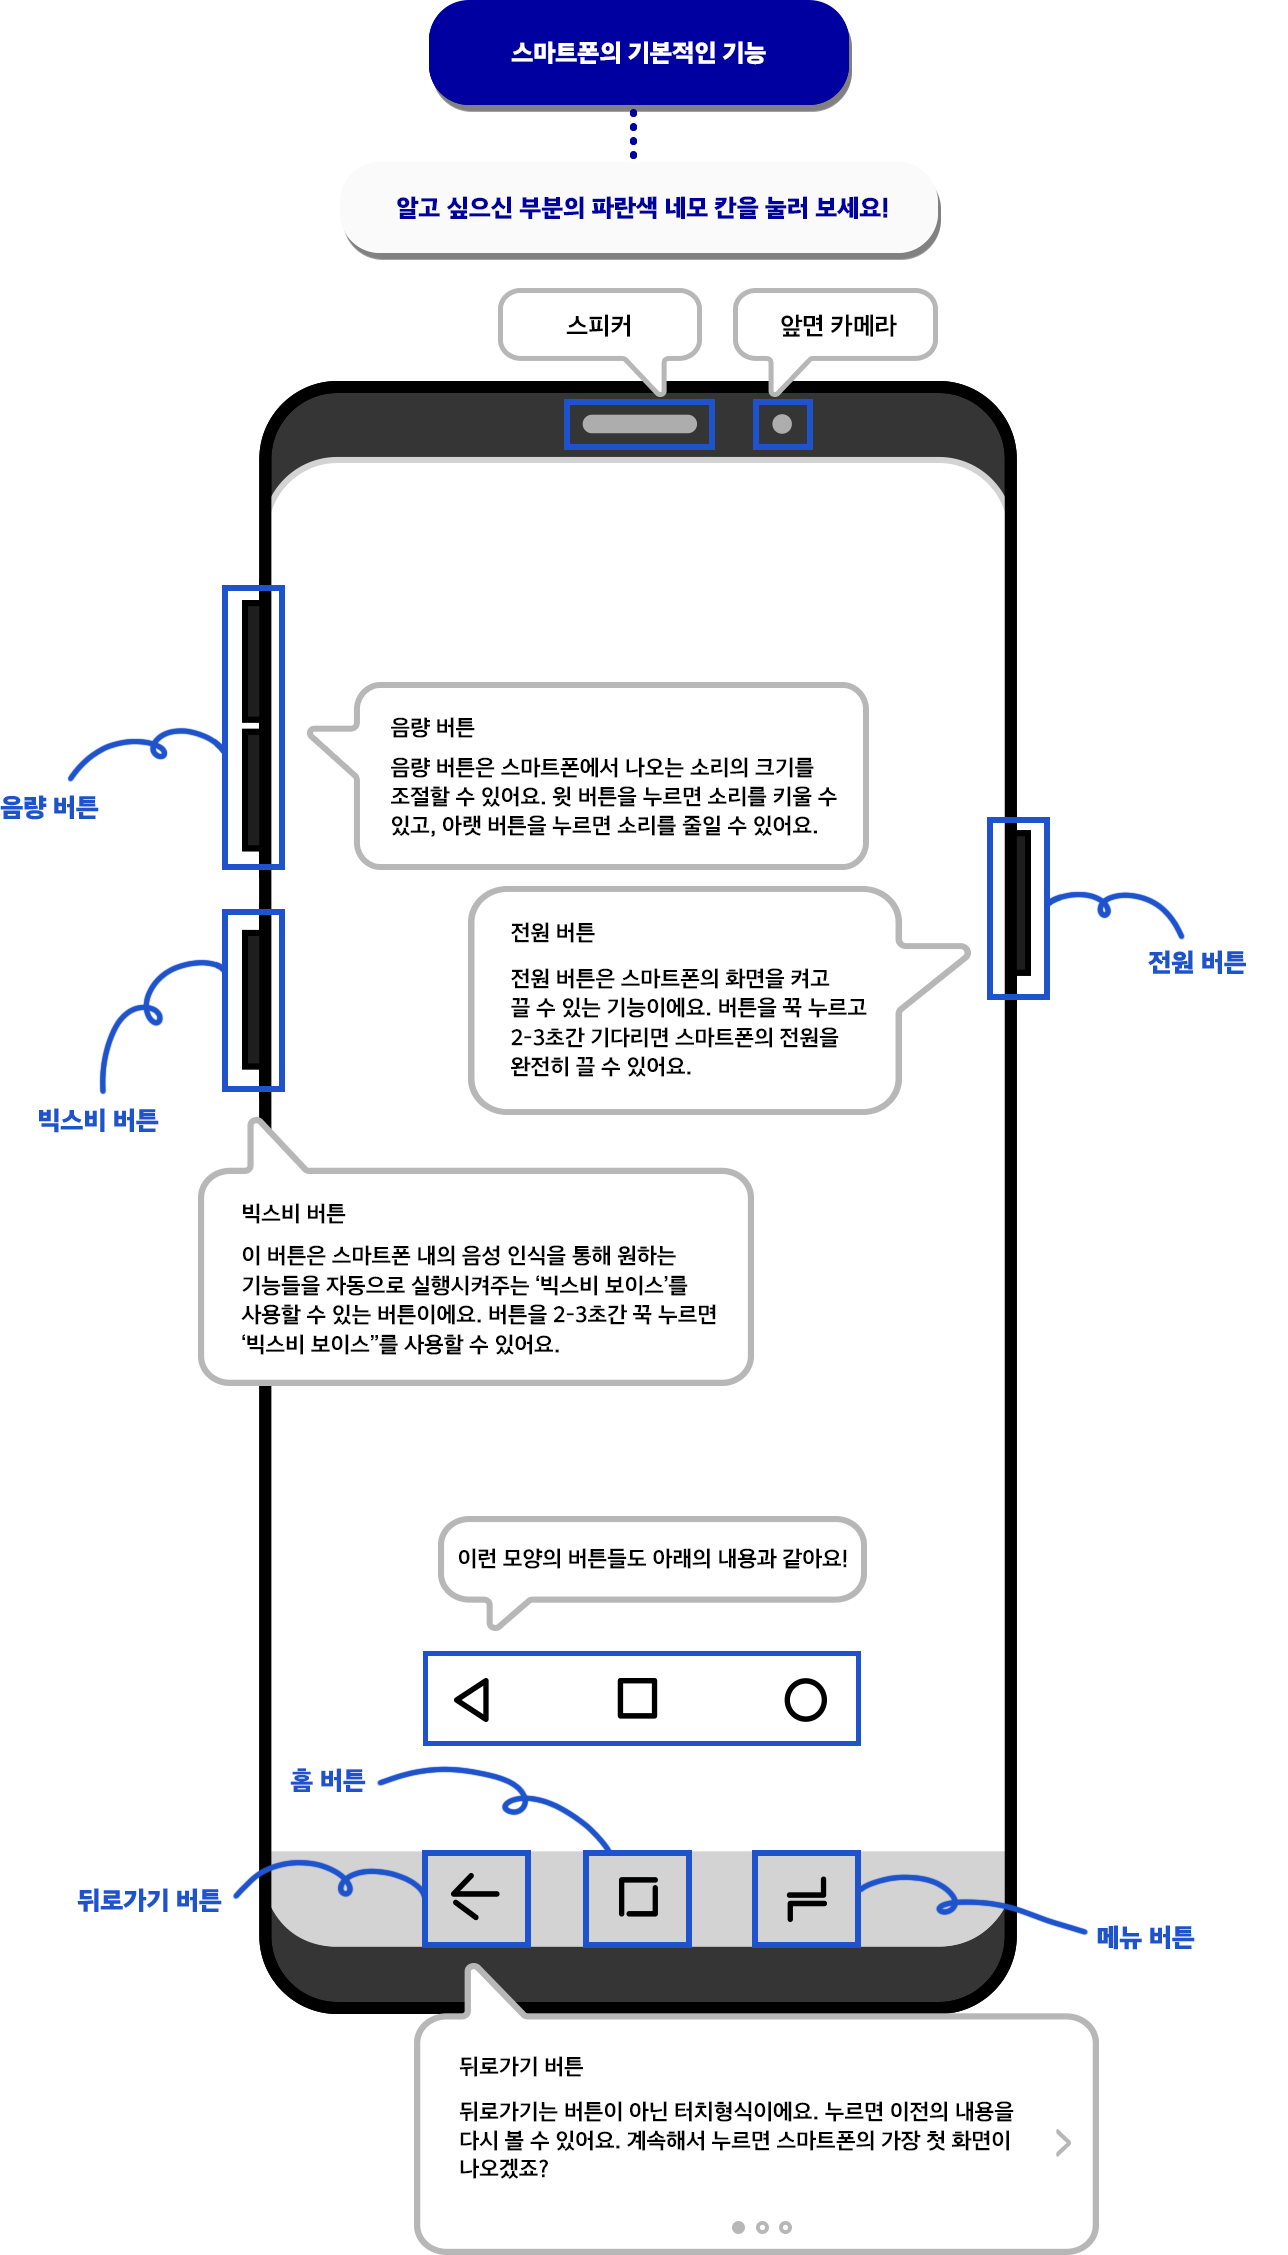 스마트폰의 기본적인 기능
알고 싶으신 부분의 파란색 네모 칸을 눌러 보세요!
스피커
앞면 카메라
음량 버튼
음량 버튼은 스마트폰에서 나오는 소리의 크기를
조절할 수 있어요. 윗 버튼을 누르면 소리를 키울 수
있고, 아랫 버튼을 누르면 소리를 줄일 수 있어요.
음량 버튼
전원 버튼
전원 버튼은 스마트폰의 화면을 켜고
끌 수 있는 기능이에요. 버튼을 꾹 누르고
2-3초간 기다리면 스마트폰의 전원을
완전히 끌 수 있어요.
전원 버튼
빅스비 버튼
빅스비 버튼
이 버튼은 스마트폰 내의 음성 인식을 통해 원하는
기능들을 자동으로 실행시켜주는 ‘빅스비 보이스’를
사용할 수 있는 버튼이에요. 버튼을 2-3초간 꾹 누르면
‘빅스비 보이스”를 사용할 수 있어요.
이런 모양의 버튼들도 아래의 내용과 같아요!
홈 버튼
뒤로가기 버튼
메뉴 버튼
뒤로가기 버튼
뒤로가기는 버튼이 아닌 터치형식이에요. 누르면 이전의 내용을
다시 볼 수 있어요. 계속해서 누르면 스마트폰의 가장 첫 화면이
나오겠죠?